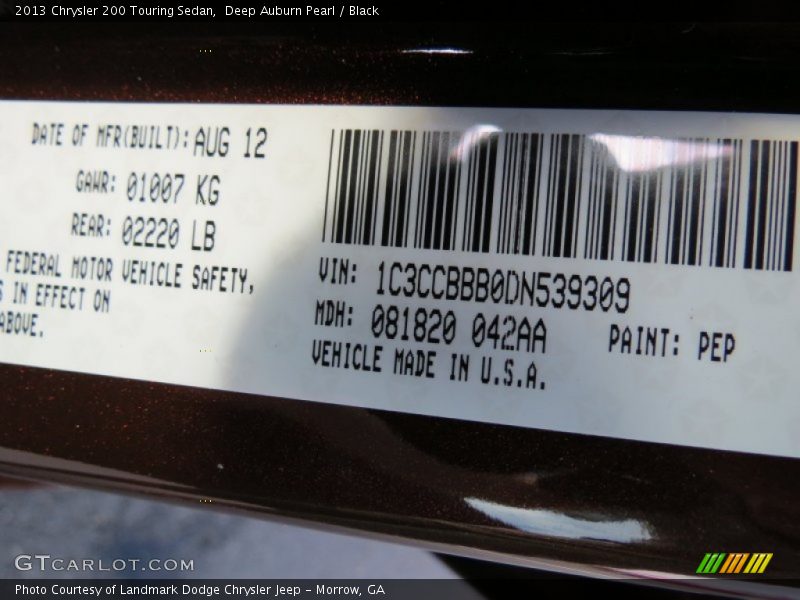 2013 Chrysler 200 Touring Sedan, Deep Auburn Pearl / Black
DATE OF MFR(BUILT): AUG 12
GAWR: 01007 KG
REAR: 02220 LB
FEDERAL MOTOR VEHICLE SAFETY,
IN EFFECT ON
ABOVE.
VIN: 1C3CCBBB0DN539309
MDH: 081820 042AA PAINT: PEP
VEHICLE MADE IN U.S.A.
GTCARLOT.COM
Photo Courtesy of Landmark Dodge Chrysler Jeep - Morrow, GA